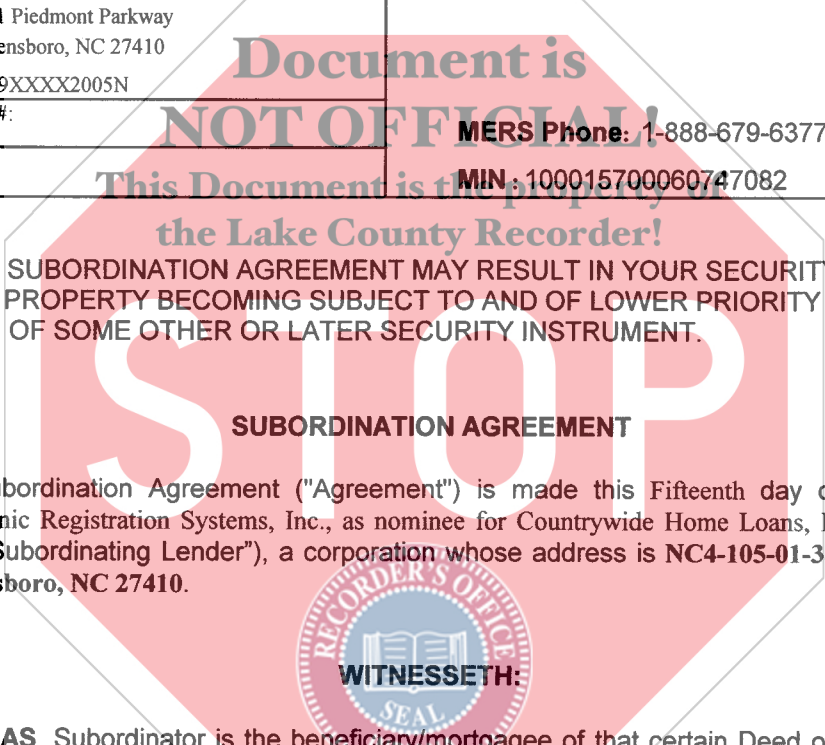 Piedmont Parkway
ensboro, NC 27410
9XXXX2005N
#:
Document is
NOT OFFICIAL!
MERS Phone: 1-888-679-6377
MIN : 100015700060747082
This Document is the property of
the Lake County Recorder!
SUBORDINATION AGREEMENT MAY RESULT IN YOUR SECURITY
PROPERTY BECOMING SUBJECT TO AND OF LOWER PRIORITY
OF SOME OTHER OR LATER SECURITY INSTRUMENT.
STOP
SUBORDINATION AGREEMENT
bordination Agreement ("Agreement") is made this Fifteenth day
nic Registration Systems, Inc., as nominee for Countrywide Home Loans,
Subordinating Lender"), a corporation whose address is NC4-105-01-3
sboro, NC 27410.
RECORDER'S OFFICE
WITNESSETH:
SEAL
AS Subordinator is the beneficiary/mortgagee of that certain Deed o